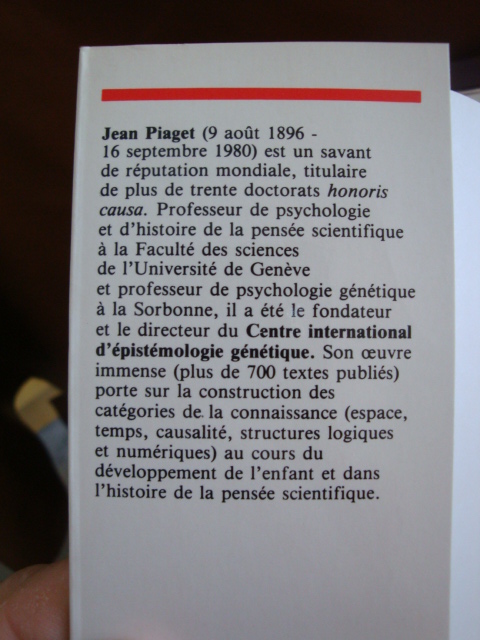 Jean Piaget (9 août 1896 -
16 septembre 1980) est un savant
de réputation mondiale, titulaire
de plus de trente doctorats honoris
causa. Professeur de psychologie
et d'histoire de la pensée scientifique
à la Faculté des sciences
de l'Université de Genève
et professeur de psychologie génétique
à la Sorbonne, il a été le fondateur
et le directeur du Centre international
d'épistémologie génétique. Son œuvre
immense (plus de 700 textes publiés)
porte sur la construction des
catégories de la connaissance (espace,
temps, causalité, structures logiques
et numériques) au cours du
développement de l'enfant et dans
l'histoire de la pensée scientifique.